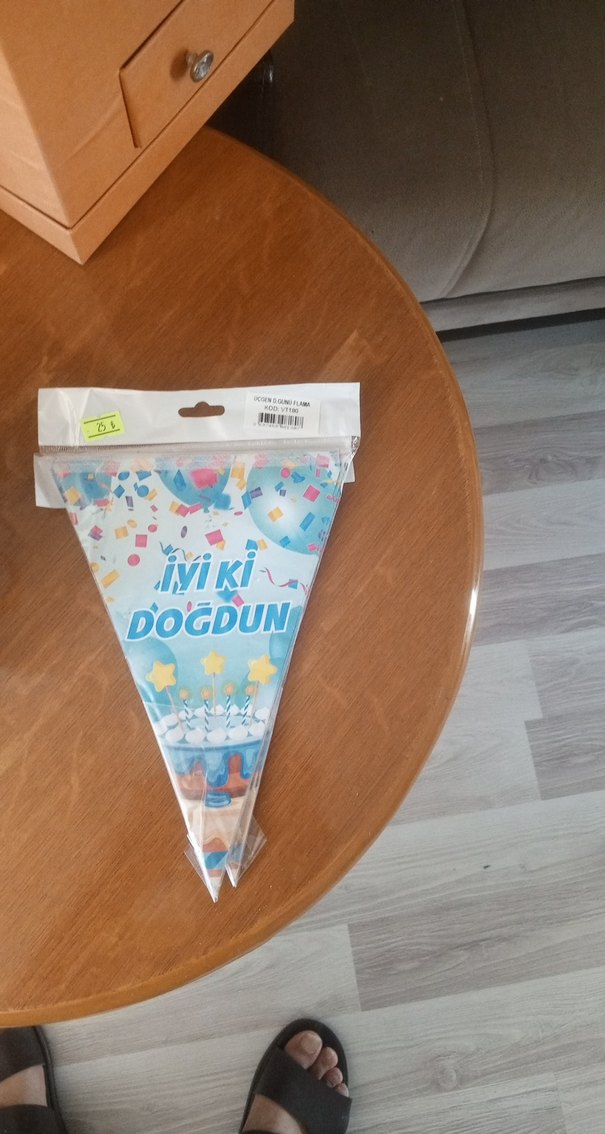 25 ₺
ÜÇGEN D.GÜNÜ FLAMA
KOD: VT180
İYİ Kİ
DOĞDUN